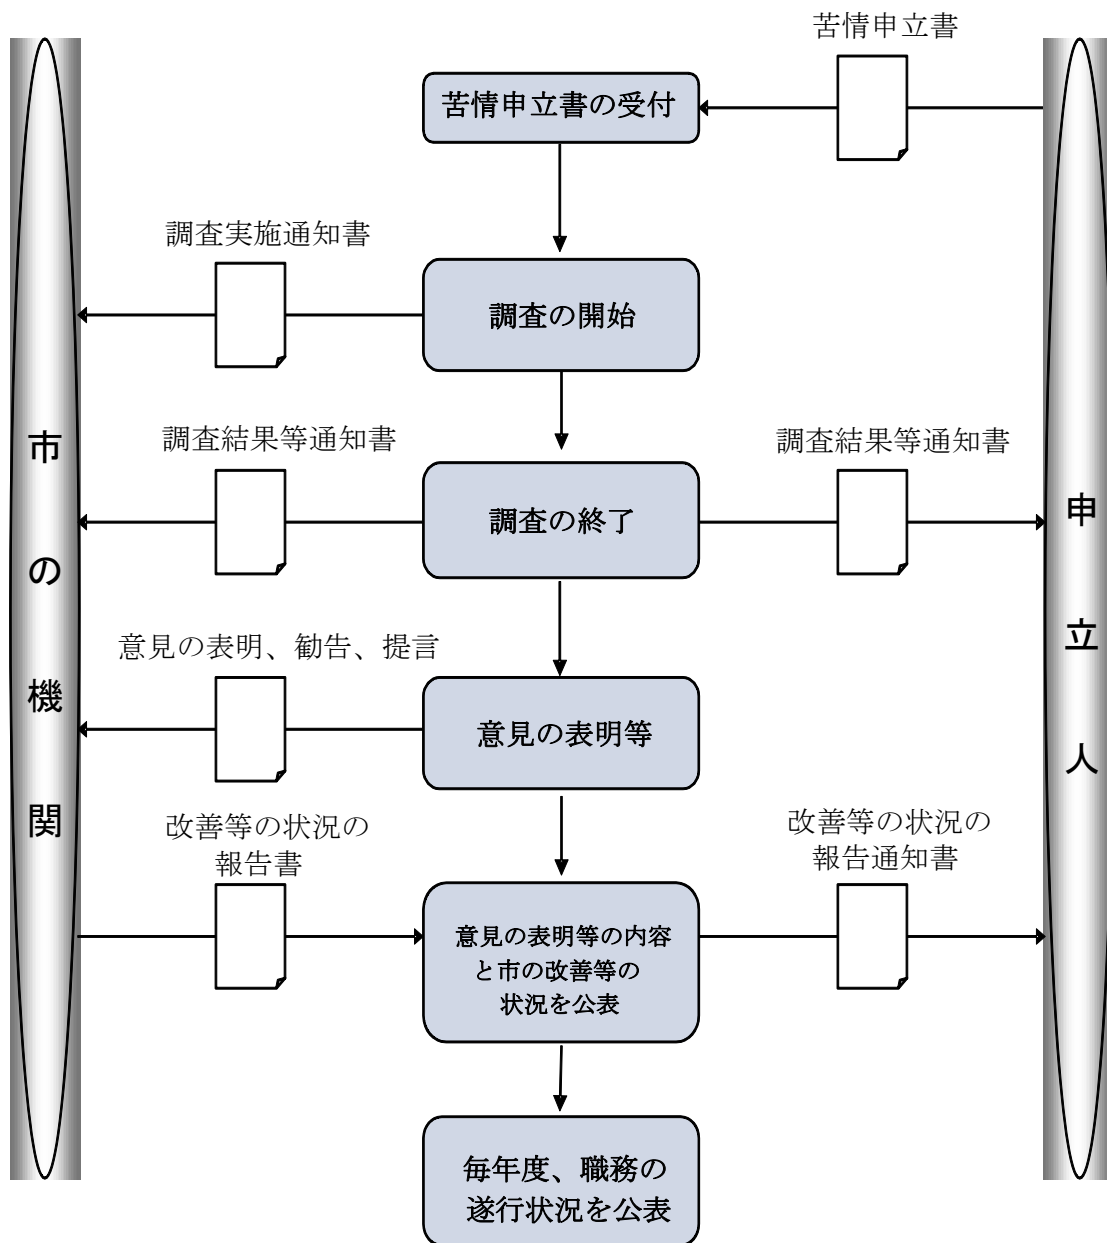 苦情申立書
苦情申立書の受付
調査実施通知書
調査の開始
調査結果等通知書
調査結果等通知書
調査の終了
意見の表明、勧告、提言
意見の表明等
改善等の状況の
報告書
改善等の状況の
報告通知書
意見の表明等の内容
と市の改善等の
状況を公表
毎年度、職務の
遂行状況を公表
市の機関
申立人